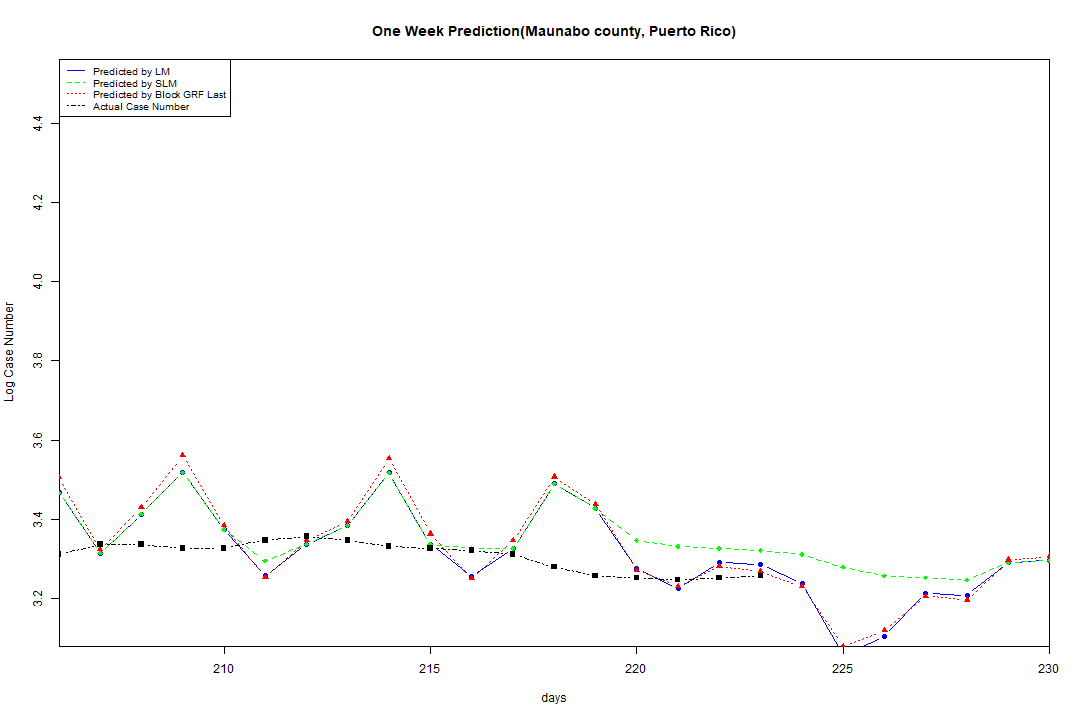 One Week Prediction(Maunabo county, Puerto Rico)
Predicted by LM
Predicted by SLM
Predicted by Block GRF Last
Actual Case Number
4.4
4.2
4.0
3.8
3.6
3.4
3.2
Log Case Number
210 215 220 225 230
days